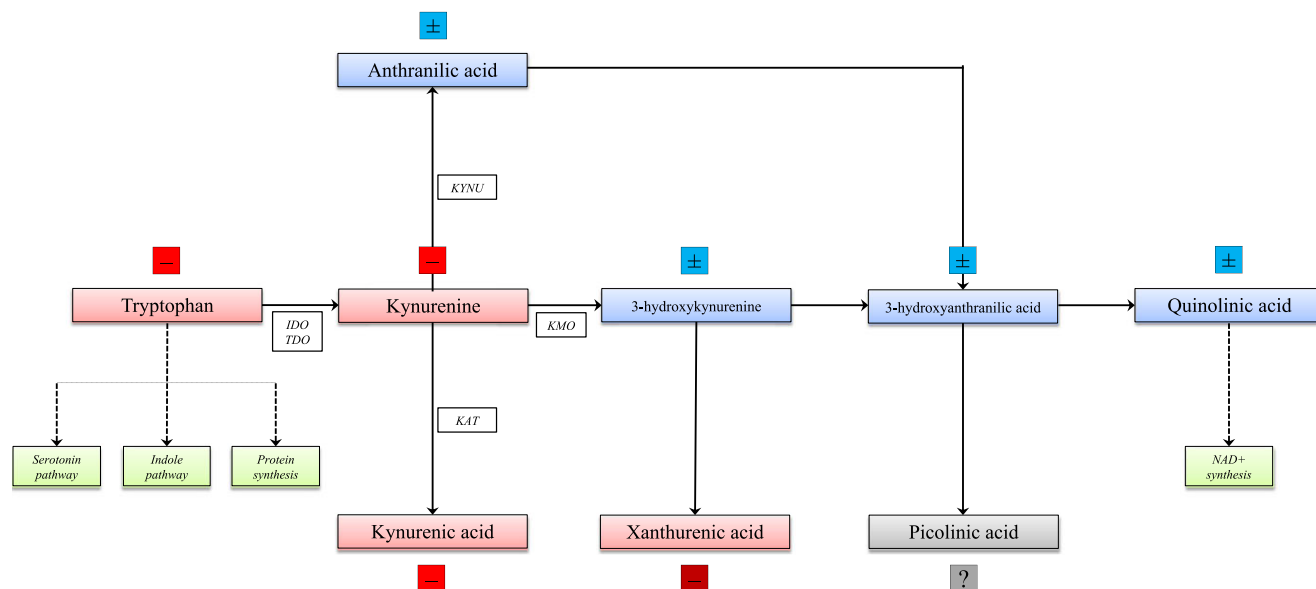 ±
Anthranilic acid
KYNU
–
–
±
±
±
Tryptophan
Kynurenine
3-hydroxykynurenine
3-hydroxyanthranilic acid
Quinolinic acid
IDO
TDO
KMO
KAT
Serotonin
pathway
Indole
pathway
Protein
synthesis
NAD+
synthesis
Kynurenic acid
Xanthurenic acid
Picolinic acid
–
–
?